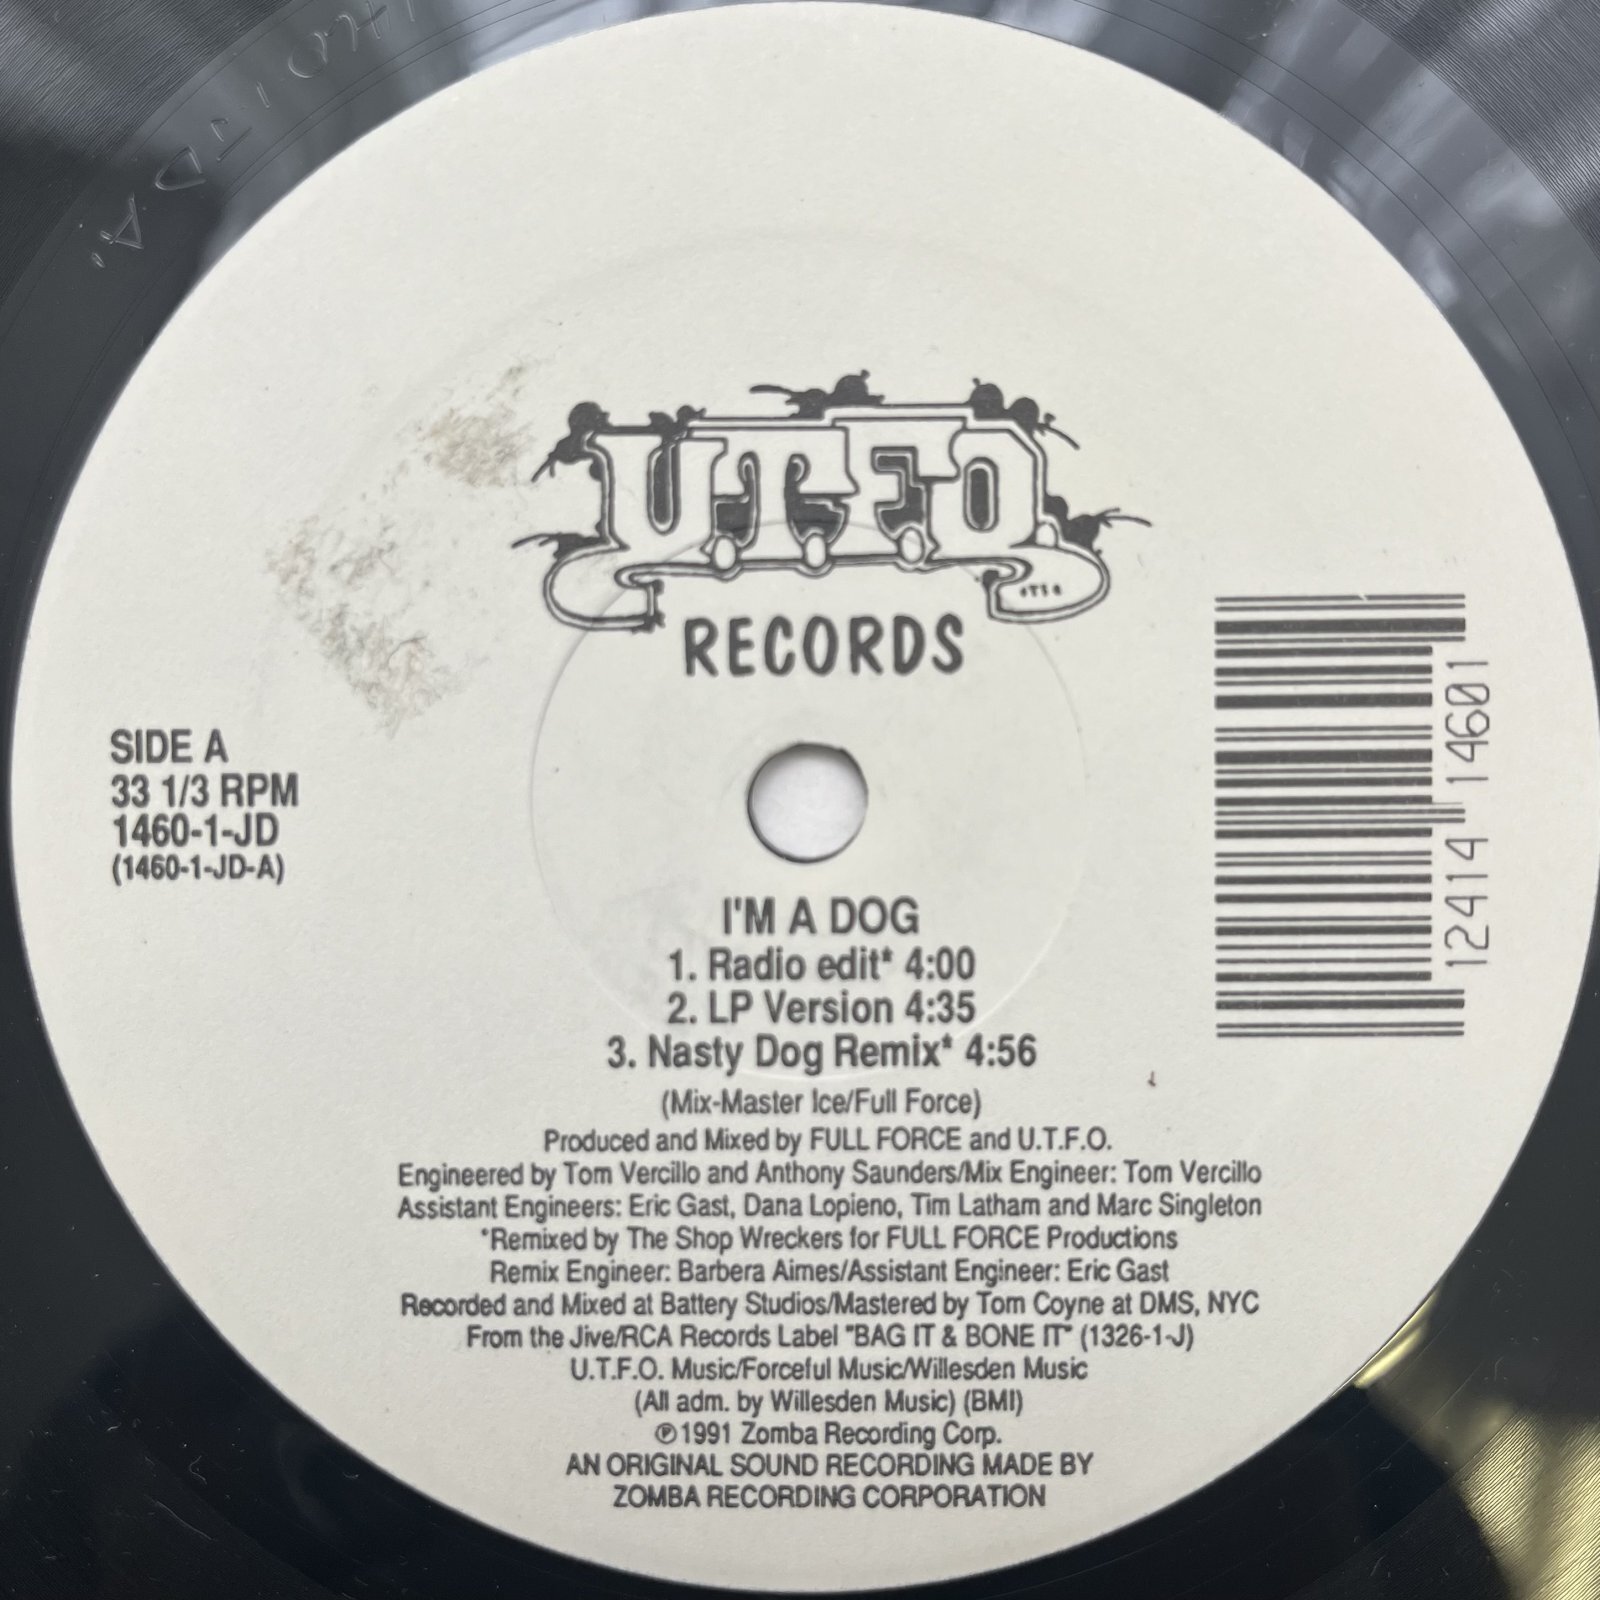 U.T.F.O.
RECORDS
SIDE A
33 1/3 RPM
1460-1-JD
(1460-1-JD-A)
12414 14601
I'M A DOG
1. Radio edit* 4:00
2. LP Version 4:35
3. Nasty Dog Remix* 4:56
(Mix-Master Ice/Full Force)
Produced and Mixed by FULL FORCE and U.T.F.O.
Engineered by Tom Vercillo and Anthony Saunders/Mix Engineer: Tom Vercillo
Assistant Engineers: Eric Gast, Dana Lopieno, Tim Latham and Marc Singleton
*Remixed by The Shop Wreckers for FULL FORCE Productions
Remix Engineer: Barbera Aimes/Assistant Engineer: Eric Gast
Recorded and Mixed at Battery Studios/Mastered by Tom Coyne at DMS, NYC
From the Jive/RCA Records Label "BAG IT & BONE IT" (1326-1-J)
U.T.F.O. Music/Forceful Music/Willesden Music
(All adm. by Willesden Music) (BMI)
℗1991 Zomba Recording Corp.
AN ORIGINAL SOUND RECORDING MADE BY
ZOMBA RECORDING CORPORATION